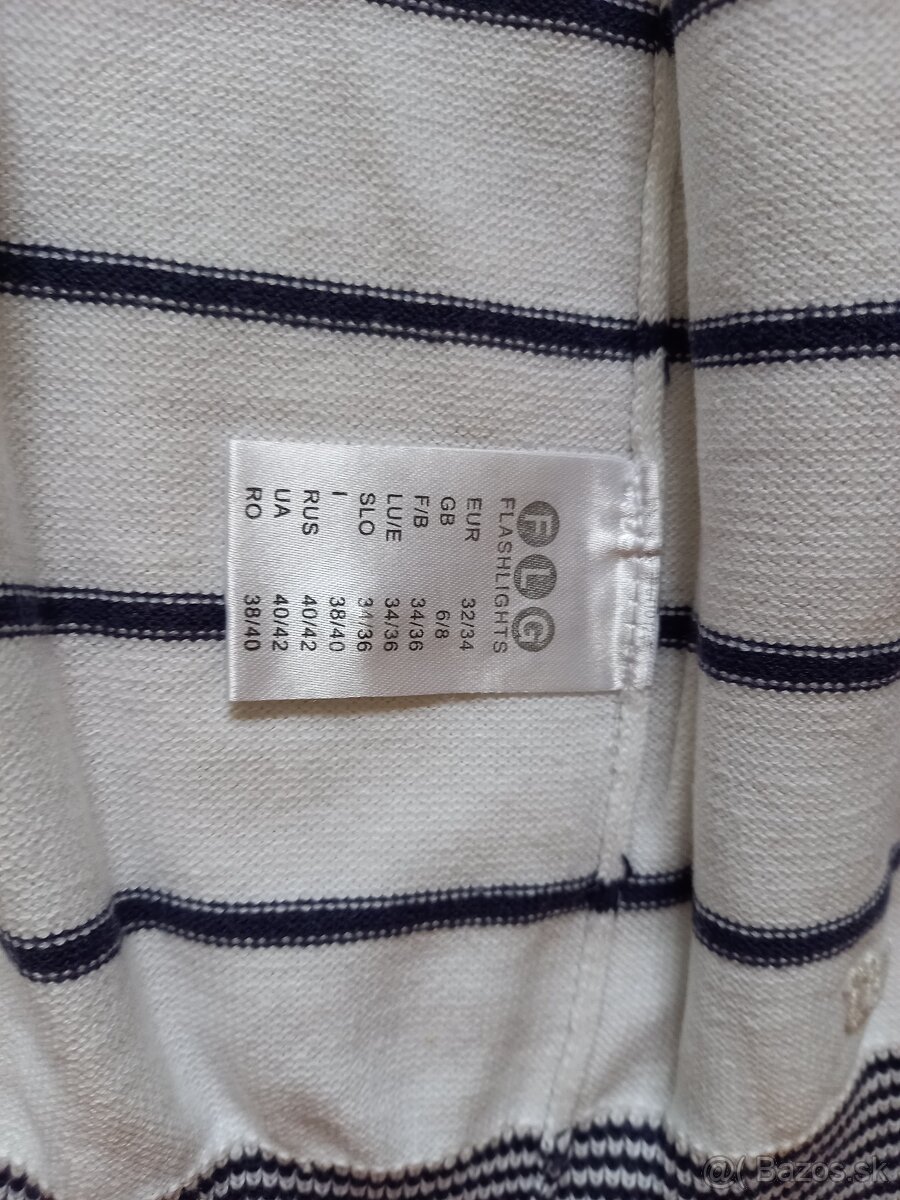 FLG
FLASHLIGHTS
EUR 32/34
GB 6/8
F/B 34/36
LU/E 34/36
SLO 34/36
I 38/40
RUS 40/42
UA 40/42
RO 38/40
@( Bazos.sk